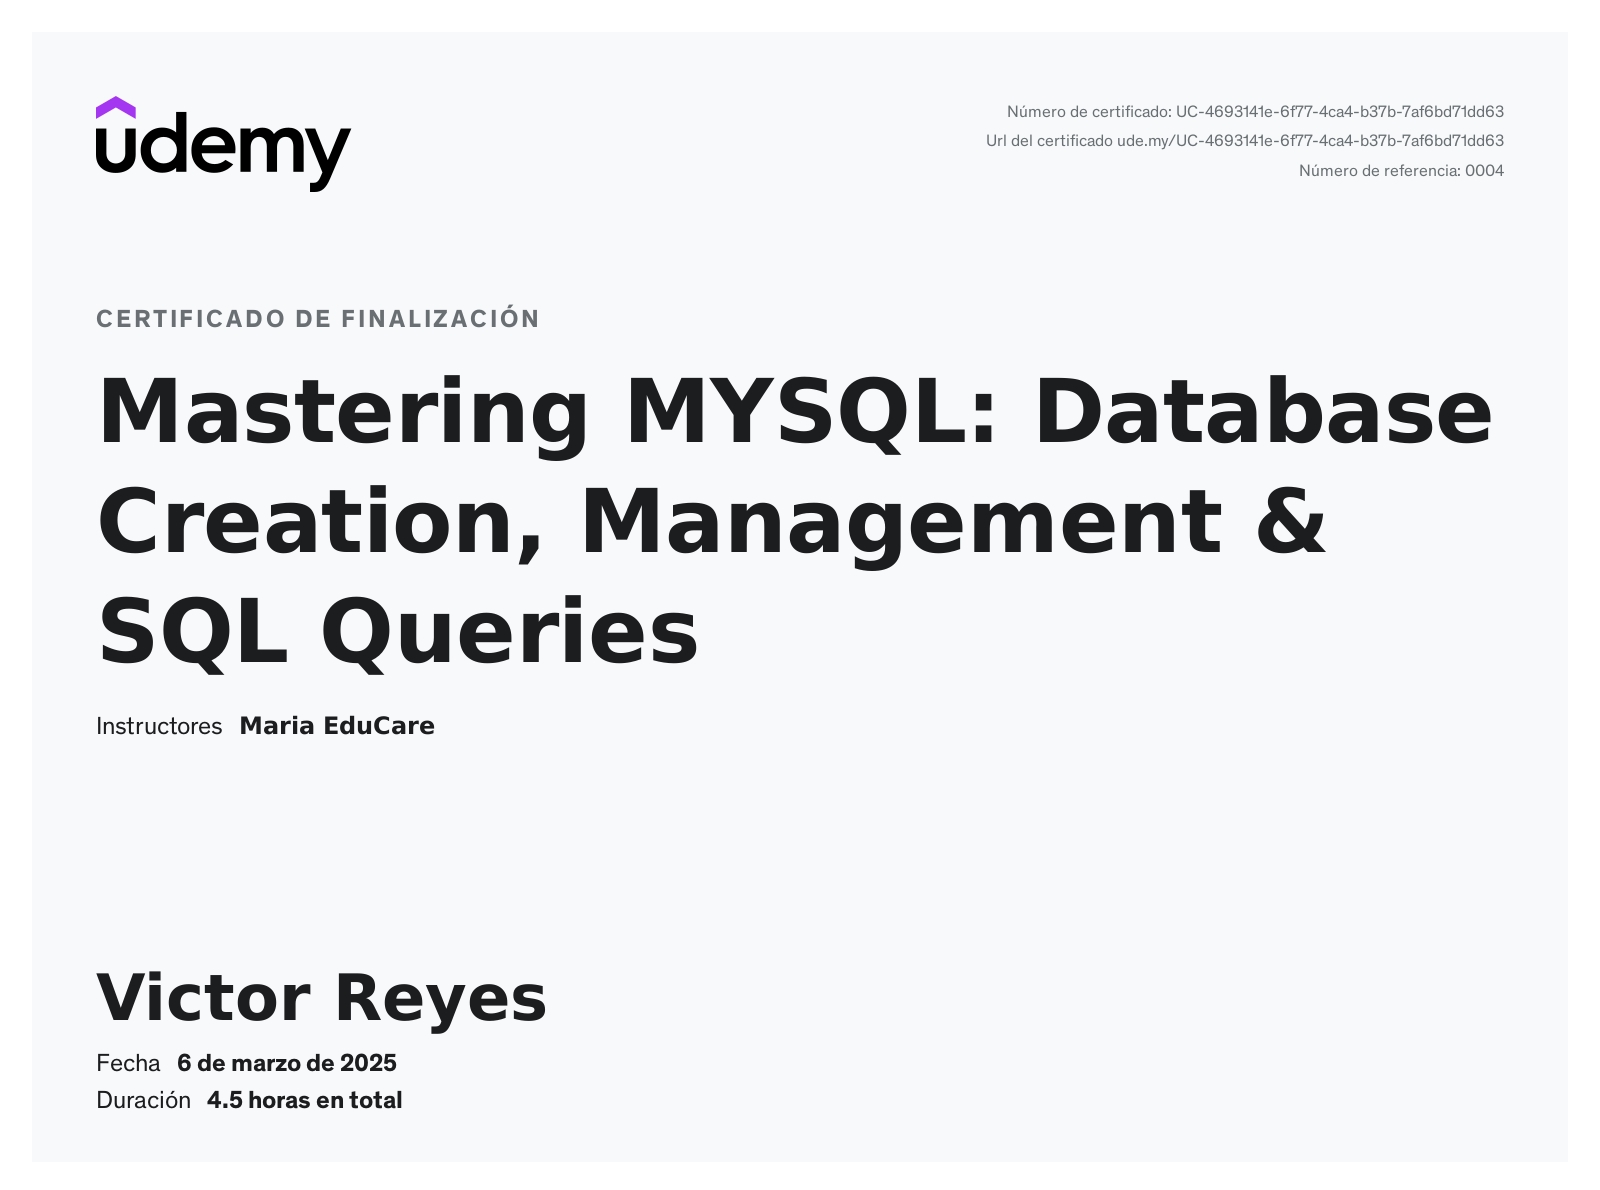 udemy
Número de certificado: UC-4693141e-6f77-4ca4-b37b-7af6bd71dd63
Url del certificado ude.my/UC-4693141e-6f77-4ca4-b37b-7af6bd71dd63
Número de referencia: 0004
CERTIFICADO DE FINALIZACIÓN
Mastering MYSQL: Database
Creation, Management &
SQL Queries
Instructores Maria EduCare
Victor Reyes
Fecha 6 de marzo de 2025
Duración 4.5 horas en total